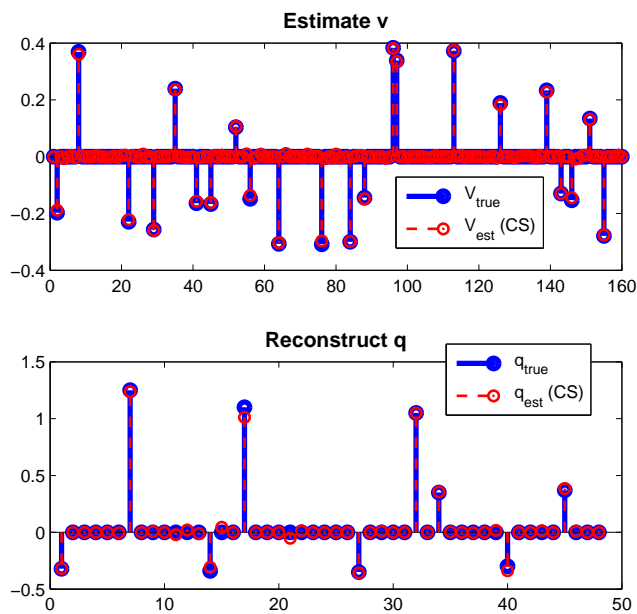 Estimate v
0.4
0.2
0
−0.2
−0.4
0 20 40 60 80 100 120 140 160
V_true
V_est (CS)
Reconstruct q
1.5
1
0.5
0
−0.5
0 10 20 30 40 50
q_true
q_est (CS)